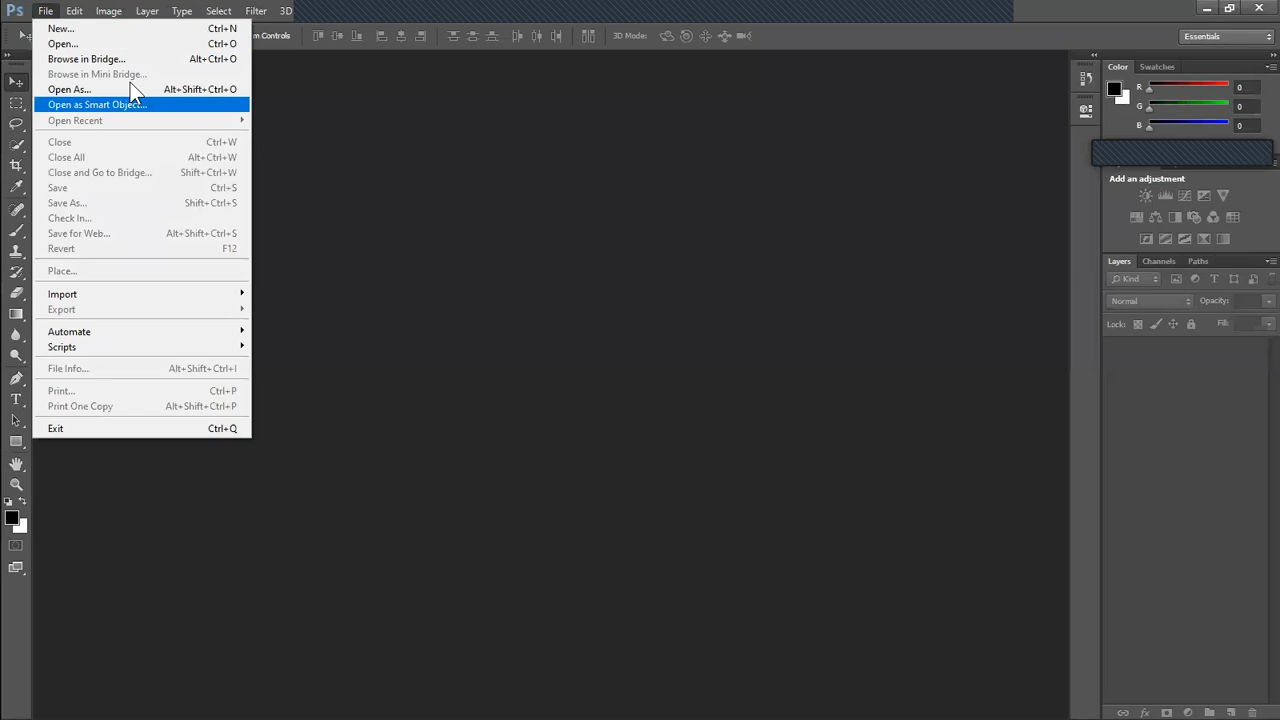 Ps File Edit Image Layer Type Select Filter 3D
m Controls 3D Mode: Essentials
New... Ctrl+N
Open... Ctrl+O
Browse in Bridge... Alt+Ctrl+O
Browse in Mini Bridge...
Open As... Alt+Shift+Ctrl+O
Open as Smart Object...
Open Recent
Close Ctrl+W
Close All Alt+Ctrl+W
Close and Go to Bridge... Shift+Ctrl+W
Save Ctrl+S
Save As... Shift+Ctrl+S
Check In...
Save for Web... Alt+Shift+Ctrl+S
Revert F12
Place...
Import
Export
Automate
Scripts
File Info... Alt+Shift+Ctrl+I
Print... Ctrl+P
Print One Copy Alt+Shift+Ctrl+P
Exit Ctrl+Q
Color Swatches
R 0
G 0
B 0
Add an adjustment
Layers Channels Paths
Kind
Normal Opacity:
Lock: Fill: